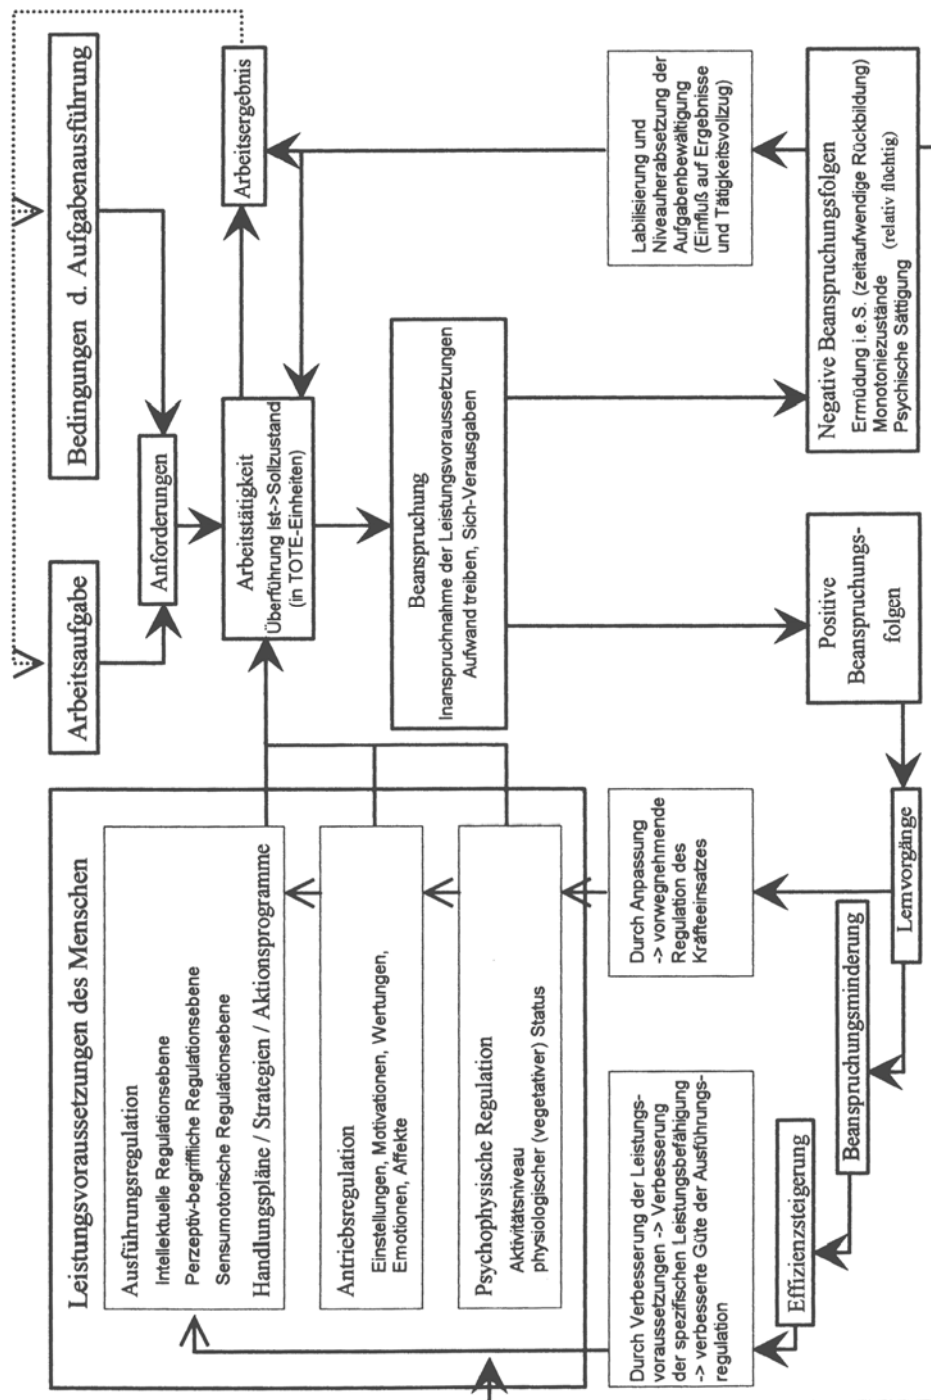 Leistungsvoraussetzungen des Menschen
Ausführungsregulation
Intellektuelle Regulationsebene
Perzeptiv-begriffliche Regulationsebene
Sensumotorische Regulationsebene
Handlungspläne / Strategien / Aktionsprogramme
Antriebsregulation
Einstellungen, Motivationen, Wertungen,
Emotionen, Affekte
Psychophysische Regulation
Aktivitätsniveau
physiologischer (vegetativer) Status
Arbeitsaufgabe
Bedingungen d. Aufgabenausführung
Anforderungen
Arbeitstätigkeit
Überführung Ist->Sollzustand
(in TOTE-Einheiten)
Arbeitsergebnis
Beanspruchung
Inanspruchnahme der Leistungsvoraussetzungen
Aufwand treiben, Sich-Verausgaben
Labilisierung und
Niveauherabsetzung der
Aufgabenbewältigung
(Einfluß auf Ergebnisse
und Tätigkeitsvollzug)
Durch Verbesserung der Leistungs-
voraussetzungen -> Verbesserung
der spezifischen Leistungsbefähigung
-> verbesserte Güte der Ausführungs-
regulation
Durch Anpassung
-> vorwegnehmende
Regulation des
Kräfteeinsatzes
Positive
Beanspruchungs-
folgen
Negative Beanspruchungsfolgen
Ermüdung i.e.S. (zeitaufwendige Rückbildung)
Monotoniezustände (relativ flüchtig)
Psychische Sättigung
Effizienzsteigerung
Beanspruchungsminderung
Lernvorgänge